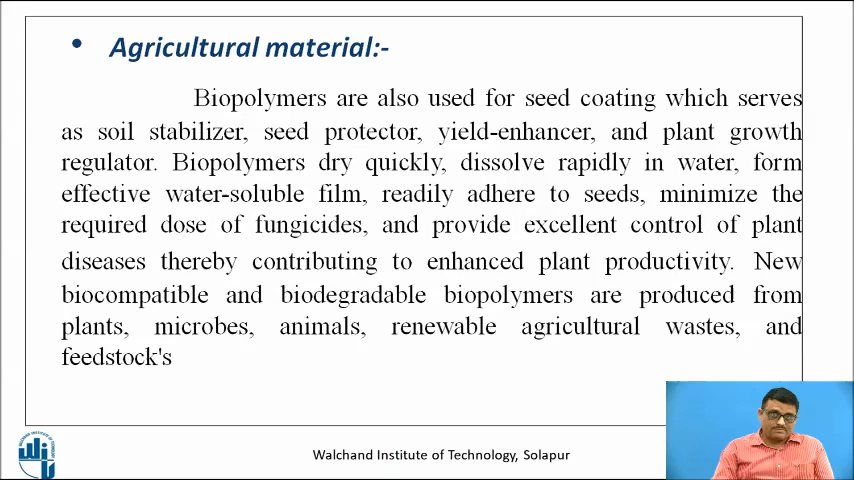 • Agricultural material:-
Biopolymers are also used for seed coating which serves
as soil stabilizer, seed protector, yield-enhancer, and plant growth
regulator. Biopolymers dry quickly, dissolve rapidly in water, form
effective water-soluble film, readily adhere to seeds, minimize the
required dose of fungicides, and provide excellent control of plant
diseases thereby contributing to enhanced plant productivity. New
biocompatible and biodegradable biopolymers are produced from
plants, microbes, animals, renewable agricultural wastes, and
feedstock's
Walchand Institute of Technology, Solapur